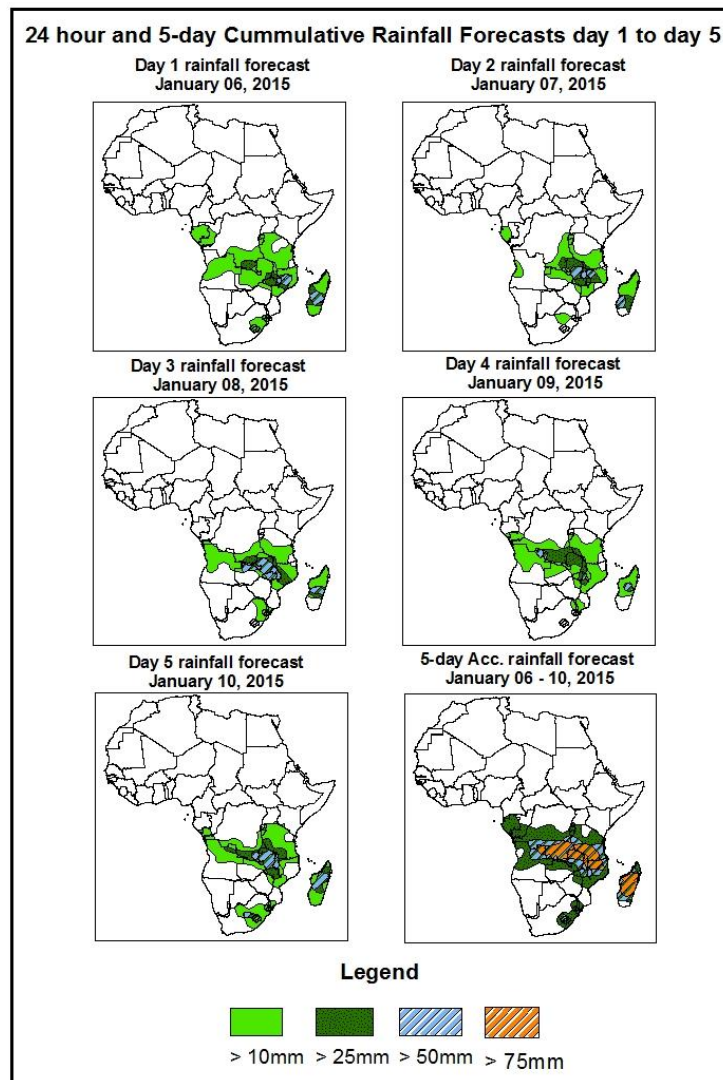 24 hour and 5-day Cummulative Rainfall Forecasts day 1 to day 5
Day 1 rainfall forecast
January 06, 2015
Day 2 rainfall forecast
January 07, 2015
Day 3 rainfall forecast
January 08, 2015
Day 4 rainfall forecast
January 09, 2015
Day 5 rainfall forecast
January 10, 2015
5-day Acc. rainfall forecast
January 06 - 10, 2015
Legend
> 10mm > 25mm > 50mm > 75mm